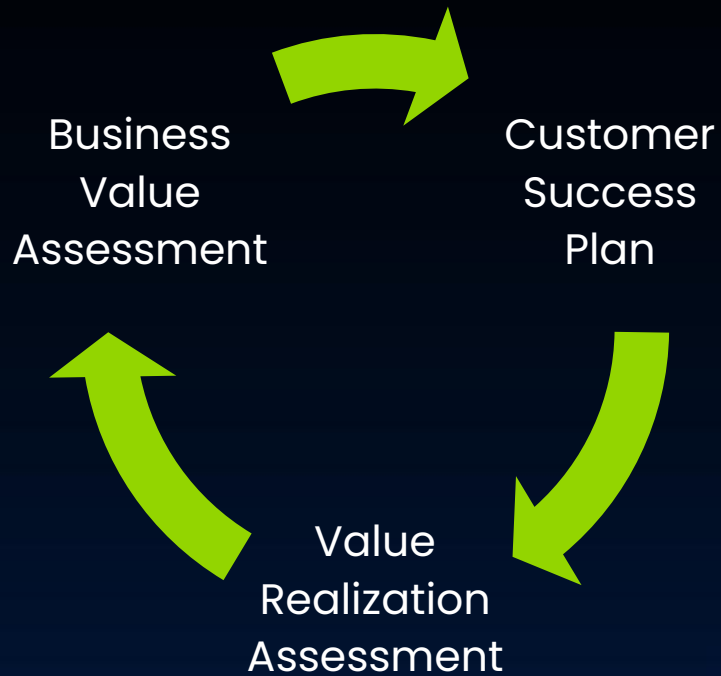 Business
Value
Assessment
Customer
Success
Plan
Value
Realization
Assessment